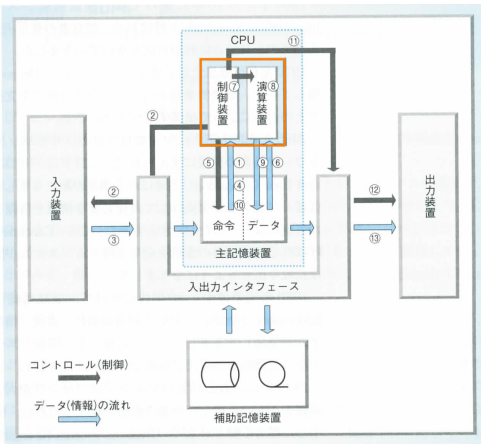 CPU
⑪
制御装置
⑦
演算装置
⑧
②
⑤
①
④
⑩
⑨
⑥
入力装置
②
③
命令
データ
主記憶装置
出力装置
⑫
⑬
入出力インタフェース
コントロール(制御)
データ(情報)の流れ
補助記憶装置